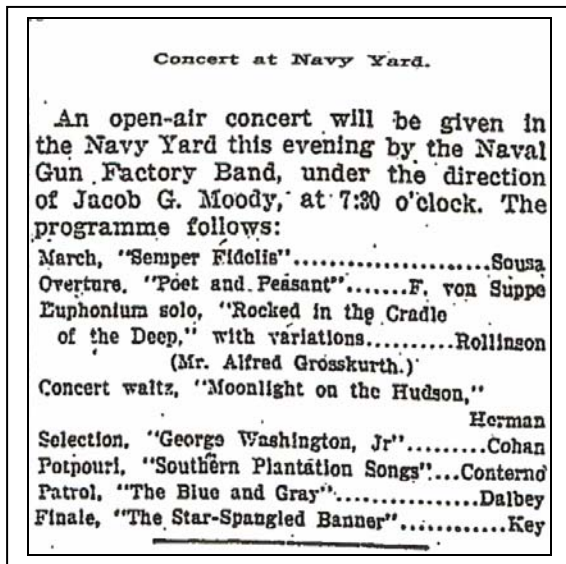 Concert at Navy Yard.
An open-air concert will be given in
the Navy Yard this evening by the Naval
Gun Factory Band, under the direction
of Jacob G. Moody, at 7:30 o'clock. The
programme follows:
March, "Semper Fidelis"......................Sousa
Overture, "Poet and Peasant".......F. von Suppe
Euphonium solo, "Rocked in the Cradle
of the Deep," with variations..........Rollinson
(Mr. Alfred Grosskurth.)
Concert waltz, "Moonlight on the Hudson,"
Herman
Selection, "George Washington, Jr".........Cohan
Potpouri, "Southern Plantation Songs"...Conterno
Patrol, "The Blue and Gray"................Dalbey
Finale, "The Star-Spangled Banner"............Key